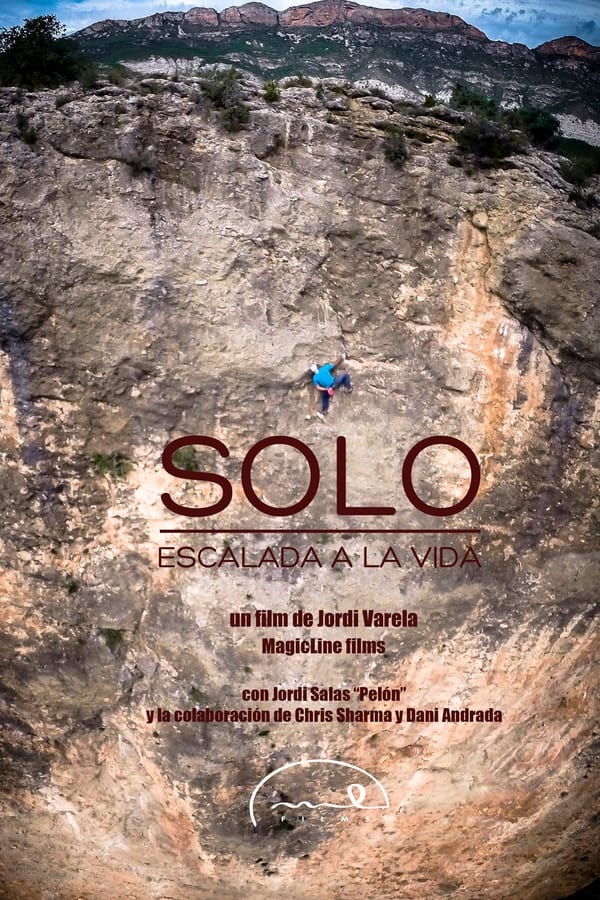 SOLO
ESCALADA A LA VIDA
un film de Jordi Varela
MagicLine films
con Jordi Salas “Pelón”
y la colaboración de Chris Sharma y Dani Andrada
FILMS